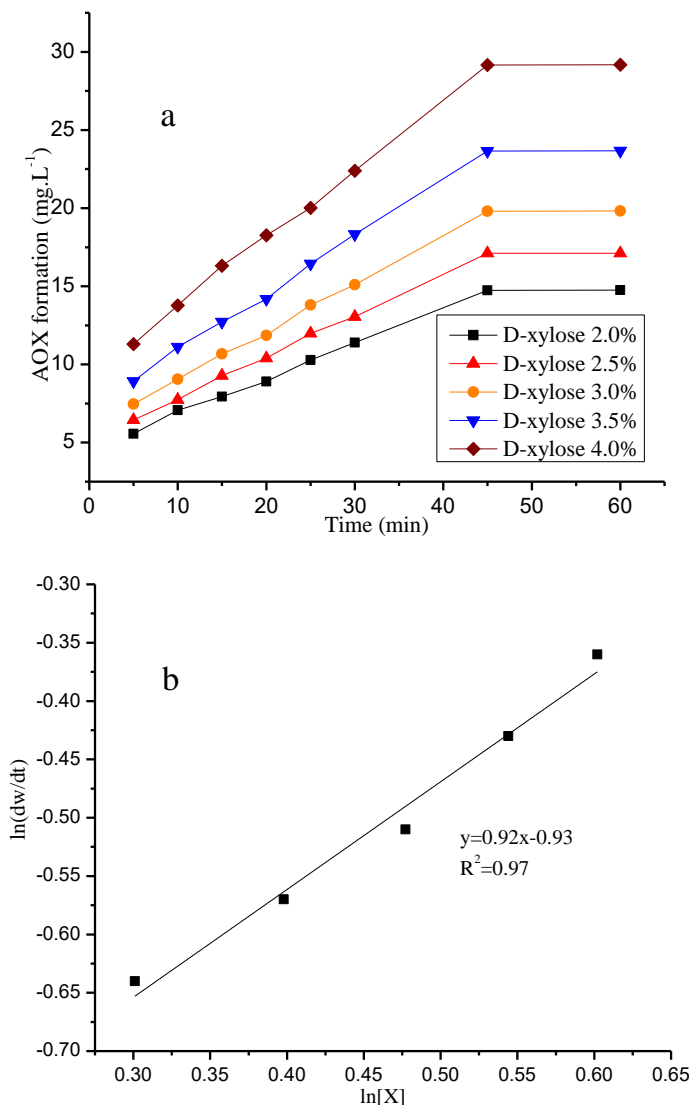 30
25
20
15
10
5
AOX formation (mg.L⁻¹)
a
D-xylose 2.0%
D-xylose 2.5%
D-xylose 3.0%
D-xylose 3.5%
D-xylose 4.0%
0 10 20 30 40 50 60
Time (min)
-0.30
-0.35
-0.40
-0.45
-0.50
-0.55
-0.60
-0.65
-0.70
ln(dw/dt)
b
y=0.92x-0.93
R²=0.97
0.30 0.35 0.40 0.45 0.50 0.55 0.60 0.65
ln[X]